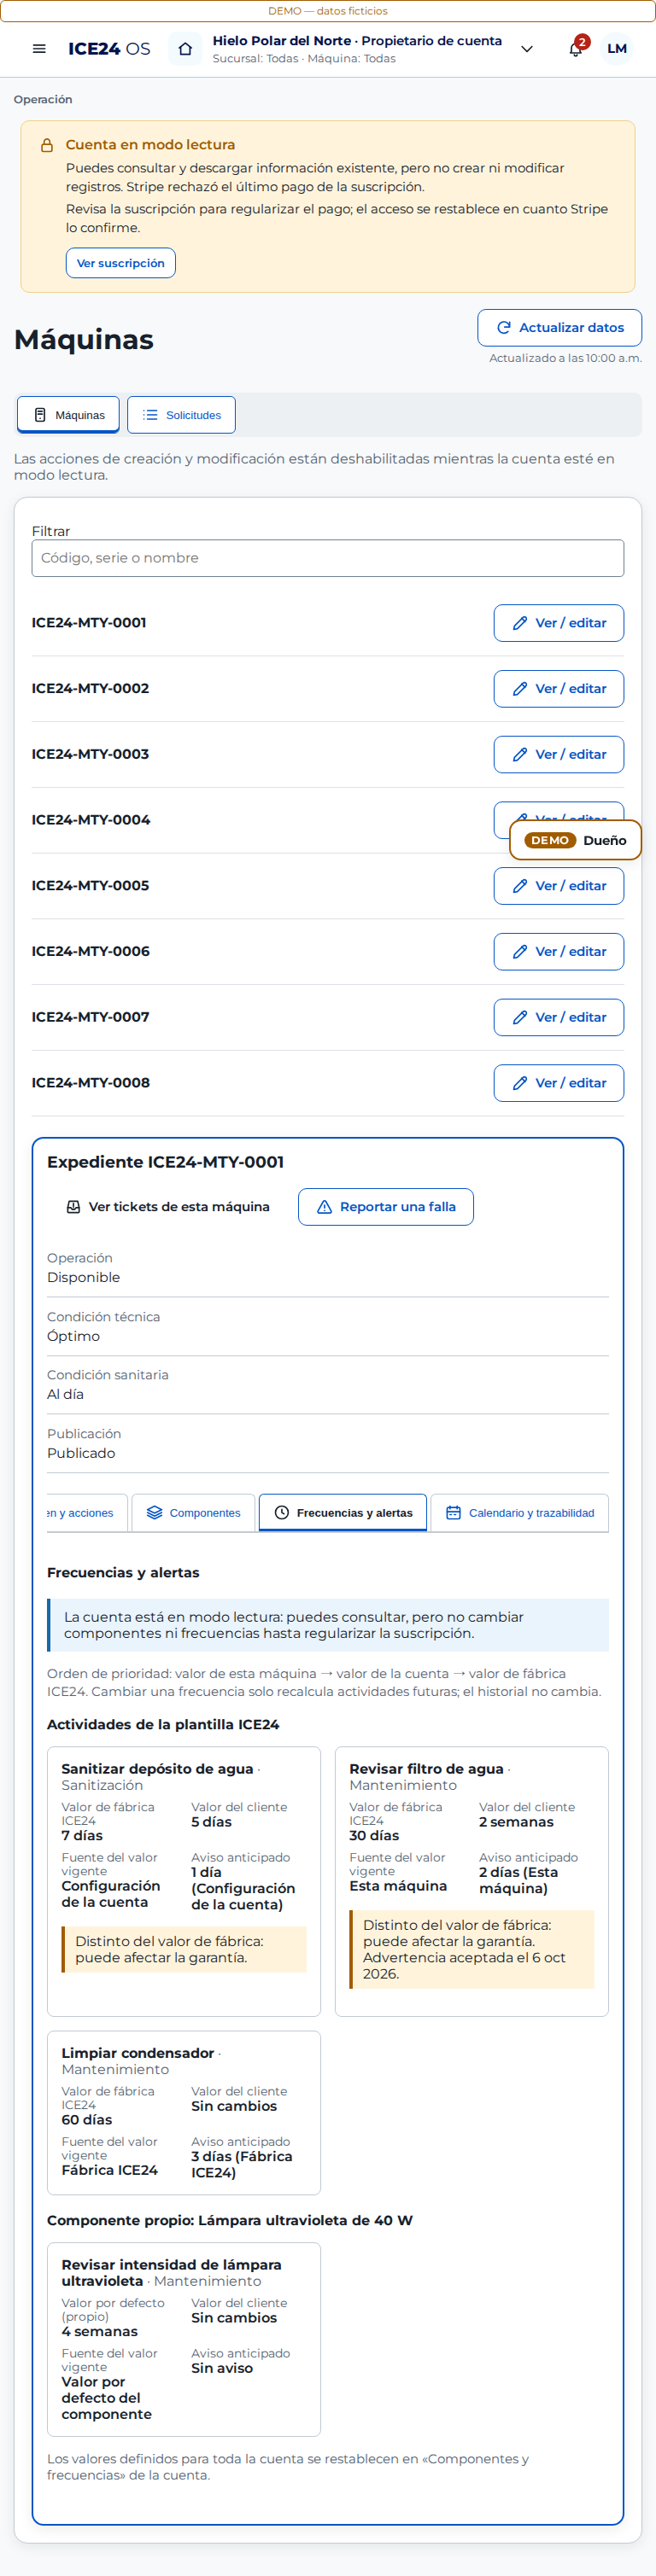 DEMO — datos ficticios
ICE24 OS
Hielo Polar del Norte · Propietario de cuenta
Sucursal: Todas · Máquina: Todas
2
LM
Operación
Cuenta en modo lectura
Puedes consultar y descargar información existente, pero no crear ni modificar
registros. Stripe rechazó el último pago de la suscripción.
Revisa la suscripción para regularizar el pago; el acceso se restablece en cuanto Stripe
lo confirme.
Ver suscripción
Máquinas
Actualizar datos
Actualizado a las 10:00 a.m.
Máquinas
Solicitudes
Las acciones de creación y modificación están deshabilitadas mientras la cuenta esté en
modo lectura.
Filtrar
Código, serie o nombre
ICE24-MTY-0001
Ver / editar
ICE24-MTY-0002
Ver / editar
ICE24-MTY-0003
Ver / editar
ICE24-MTY-0004
Ver / editar
DEMO Dueño
ICE24-MTY-0005
Ver / editar
ICE24-MTY-0006
Ver / editar
ICE24-MTY-0007
Ver / editar
ICE24-MTY-0008
Ver / editar
Expediente ICE24-MTY-0001
Ver tickets de esta máquina
Reportar una falla
Operación
Disponible
Condición técnica
Óptimo
Condición sanitaria
Al día
Publicación
Publicado
en y acciones
Componentes
Frecuencias y alertas
Calendario y trazabilidad
Frecuencias y alertas
La cuenta está en modo lectura: puedes consultar, pero no cambiar
componentes ni frecuencias hasta regularizar la suscripción.
Orden de prioridad: valor de esta máquina → valor de la cuenta → valor de fábrica
ICE24. Cambiar una frecuencia solo recalcula actividades futuras; el historial no cambia.
Actividades de la plantilla ICE24
Sanitizar depósito de agua ·
Sanitización
Valor de fábrica
ICE24
7 días
Valor del cliente
5 días
Fuente del valor
vigente
Configuración
de la cuenta
Aviso anticipado
1 día
(Configuración
de la cuenta)
Distinto del valor de fábrica:
puede afectar la garantía.
Revisar filtro de agua ·
Mantenimiento
Valor de fábrica
ICE24
30 días
Valor del cliente
2 semanas
Fuente del valor
vigente
Esta máquina
Aviso anticipado
2 días (Esta
máquina)
Distinto del valor de fábrica:
puede afectar la garantía.
Advertencia aceptada el 6 oct
2026.
Limpiar condensador ·
Mantenimiento
Valor de fábrica
ICE24
60 días
Valor del cliente
Sin cambios
Fuente del valor
vigente
Fábrica ICE24
Aviso anticipado
3 días (Fábrica
ICE24)
Componente propio: Lámpara ultravioleta de 40 W
Revisar intensidad de lámpara
ultravioleta · Mantenimiento
Valor por defecto
(propio)
4 semanas
Valor del cliente
Sin cambios
Fuente del valor
vigente
Valor por
defecto del
componente
Aviso anticipado
Sin aviso
Los valores definidos para toda la cuenta se restablecen en «Componentes y
frecuencias» de la cuenta.